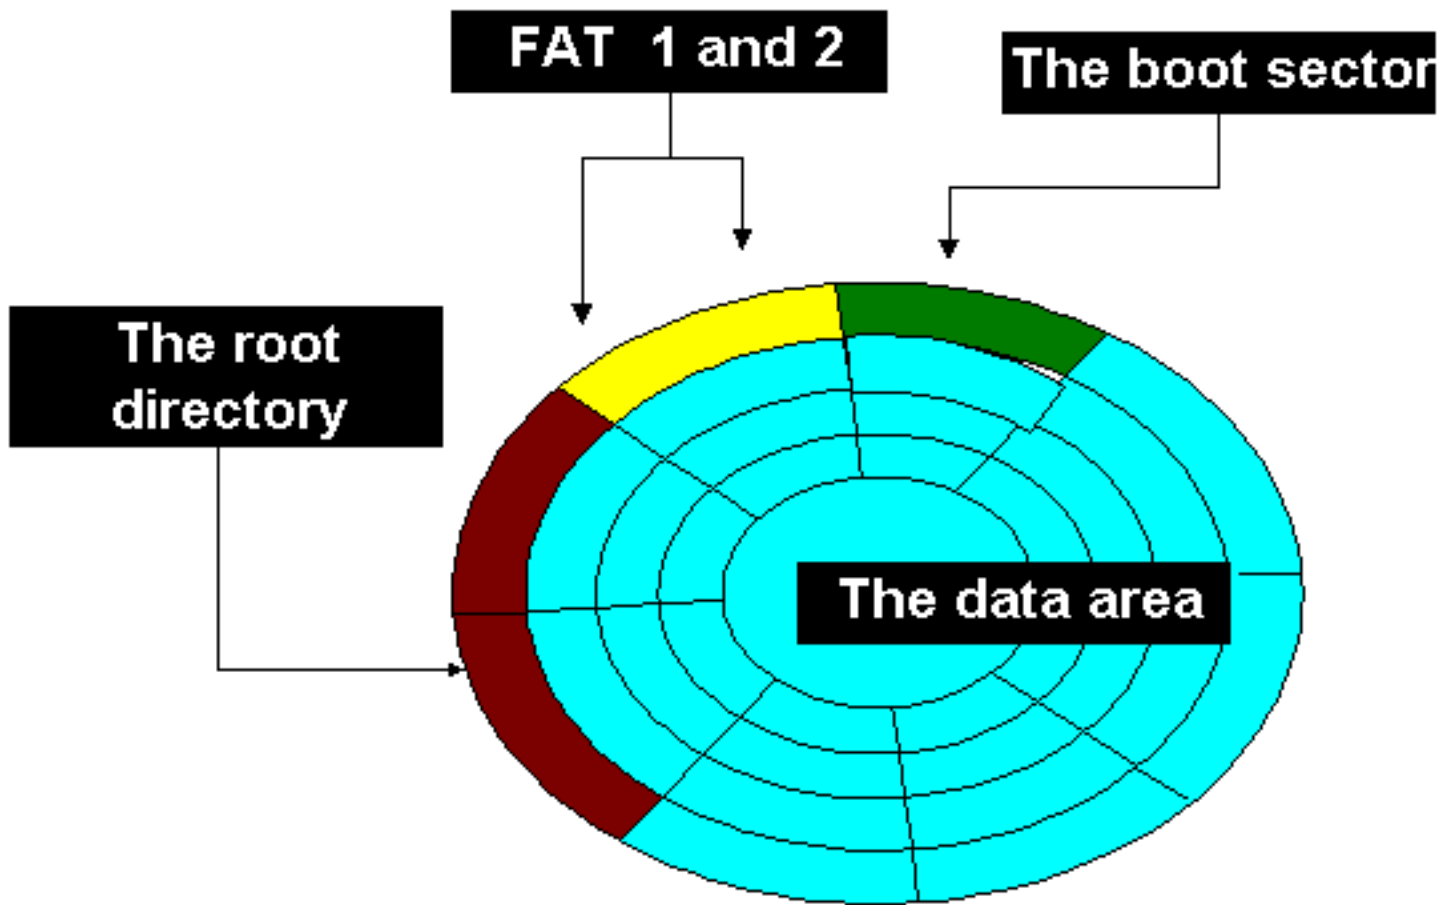 FAT 1 and 2
The boot sector
The root
directory
The data area